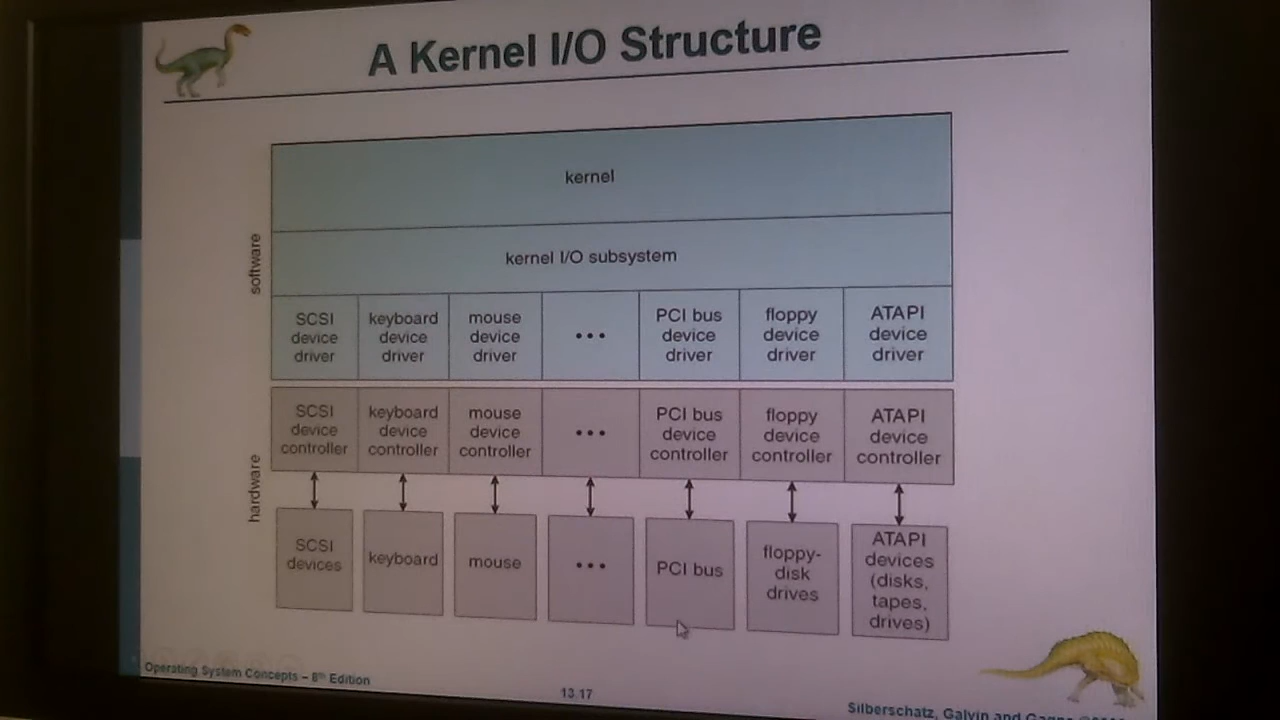 A Kernel I/O Structure
kernel
software
kernel I/O subsystem
SCSI
device
driver
keyboard
device
driver
mouse
device
driver
•••
PCI bus
device
driver
floppy
device
driver
ATAPI
device
driver
hardware
SCSI
device
controller
keyboard
device
controller
mouse
device
controller
•••
PCI bus
device
controller
floppy
device
controller
ATAPI
device
controller
SCSI
devices
keyboard
mouse
•••
PCI bus
floppy-
disk
drives
ATAPI
devices
(disks,
tapes,
drives)
Operating System Concepts – 8th Edition
13.17
Silberschatz, Galvin and